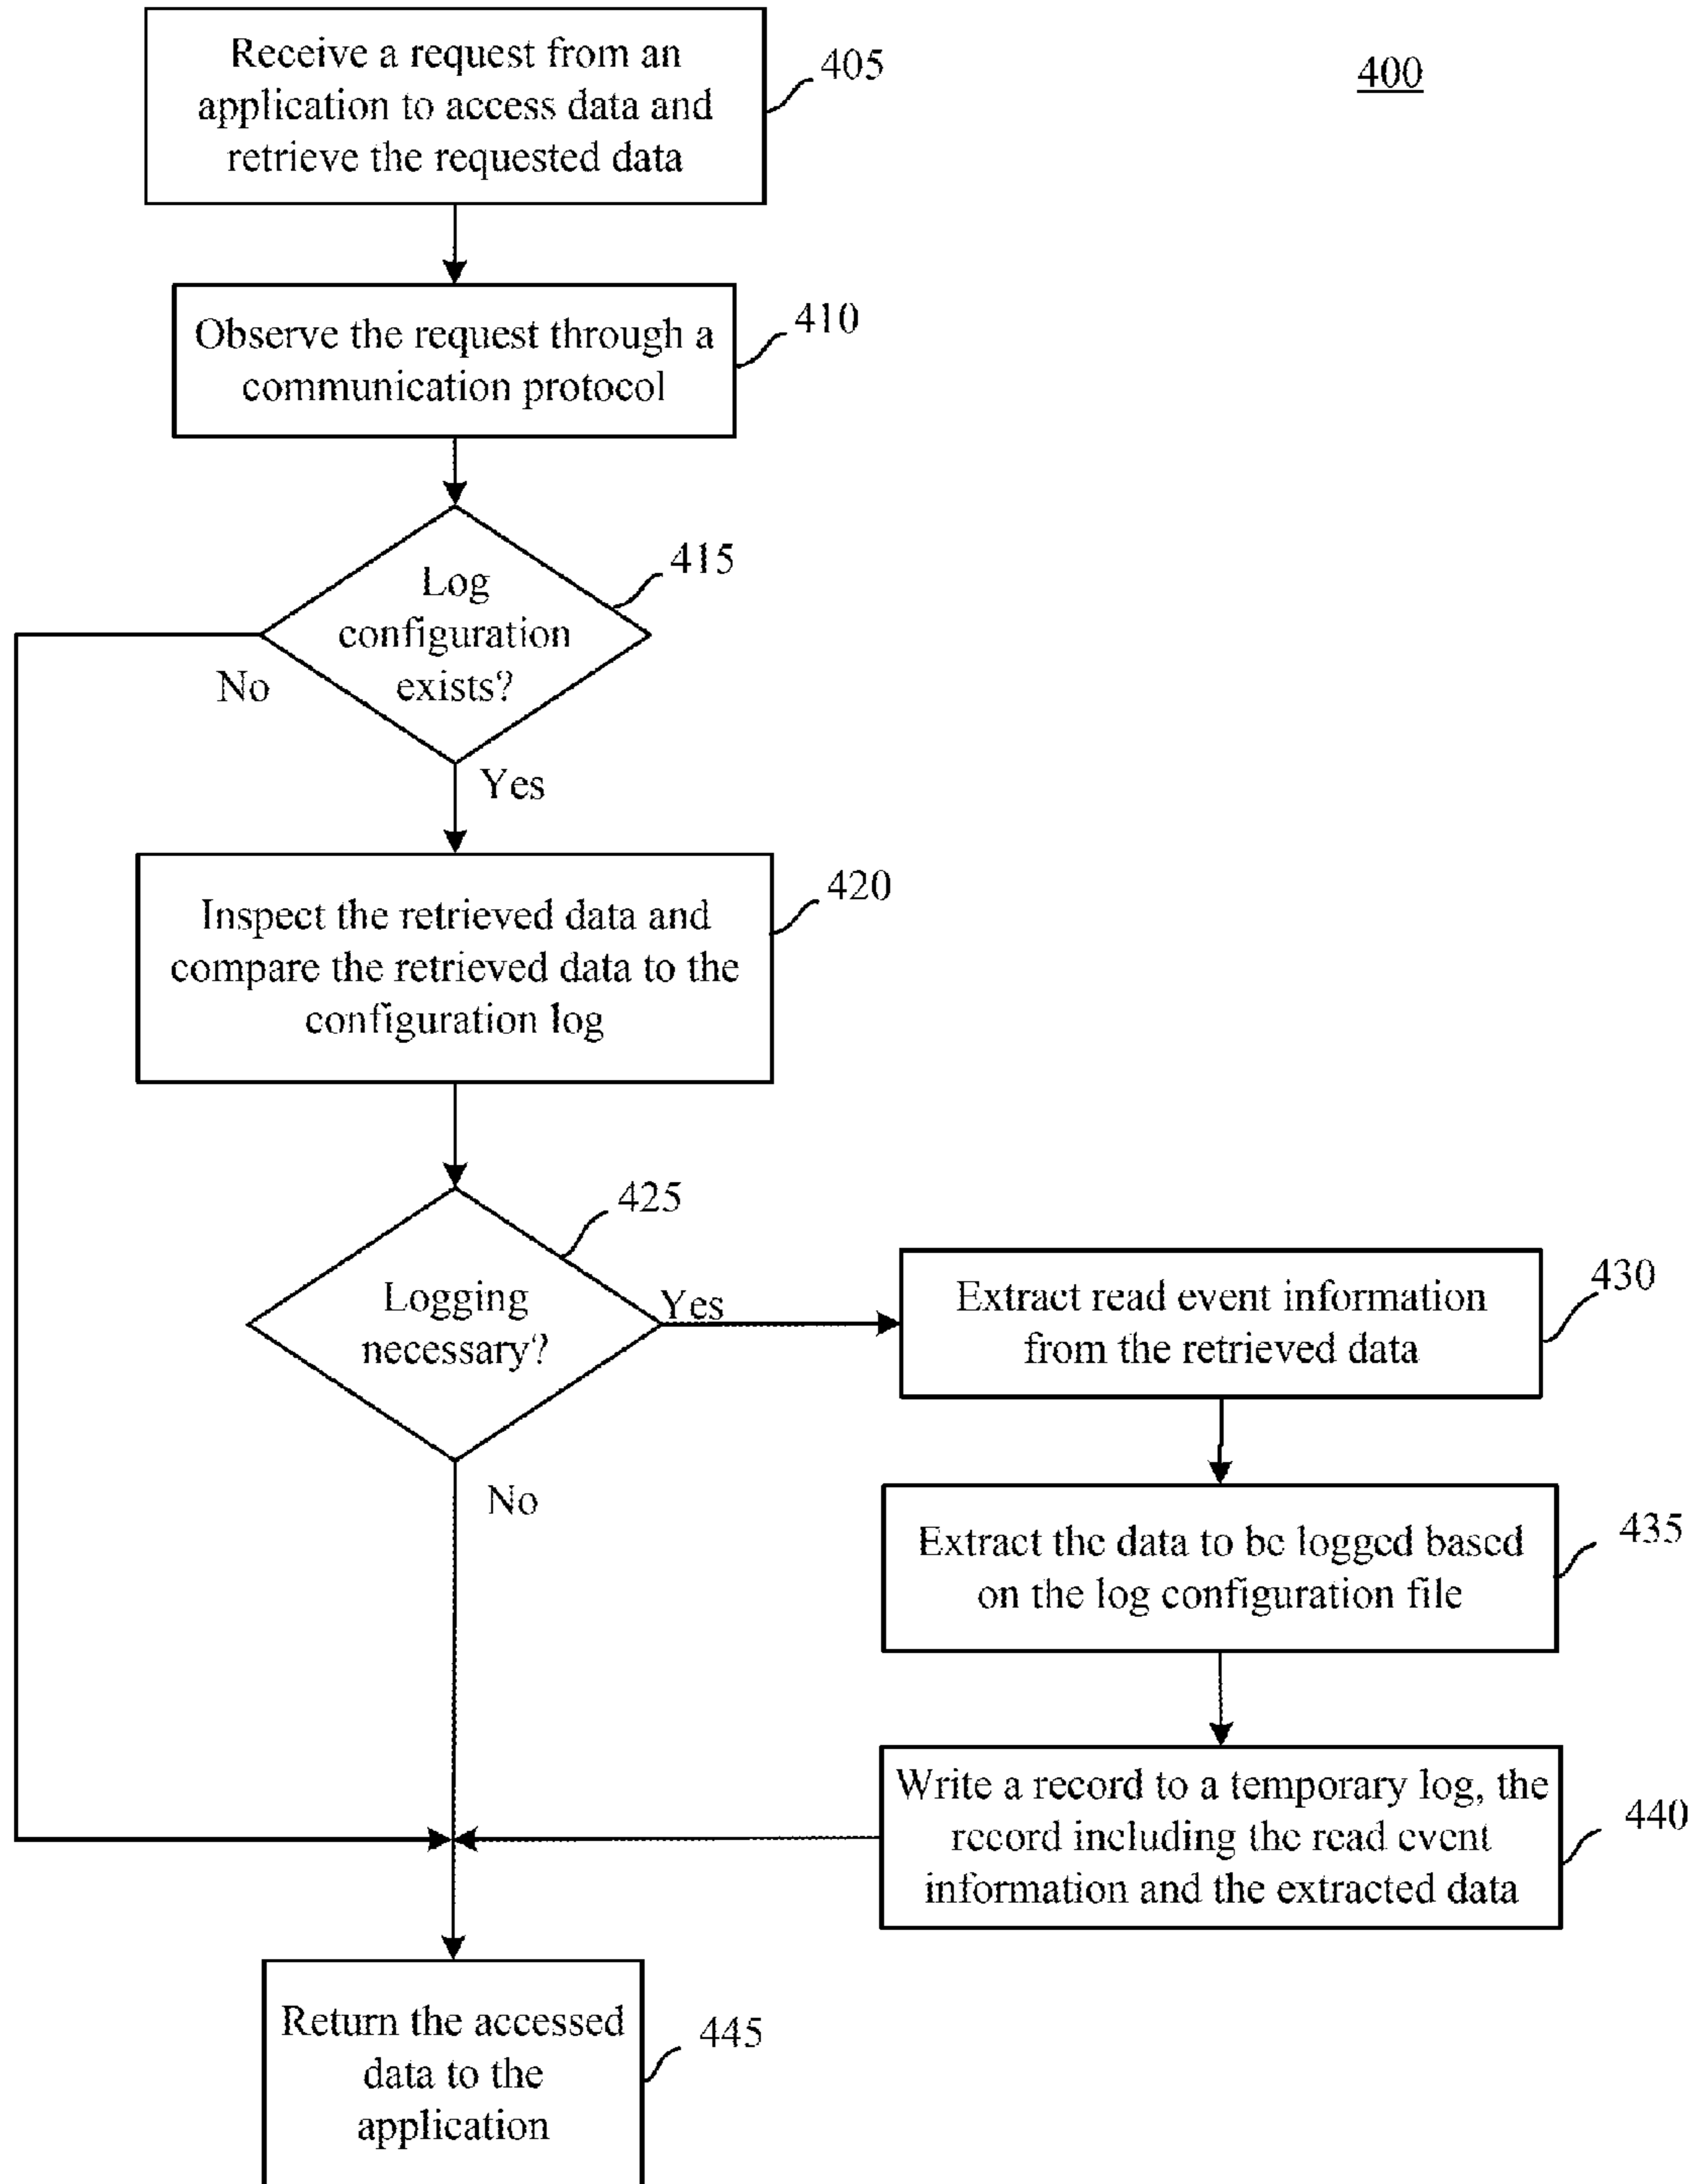 Receive a request from an
application to access data and
retrieve the requested data
405
400
Observe the request through a
communication protocol
410
Log
configuration
exists?
415
No
Yes
Inspect the retrieved data and
compare the retrieved data to the
configuration log
420
Logging
necessary?
425
Yes
No
Extract read event information
from the retrieved data
430
Extract the data to be logged based
on the log configuration file
435
Write a record to a temporary log, the
record including the read event
information and the extracted data
440
Return the accessed
data to the
application
445